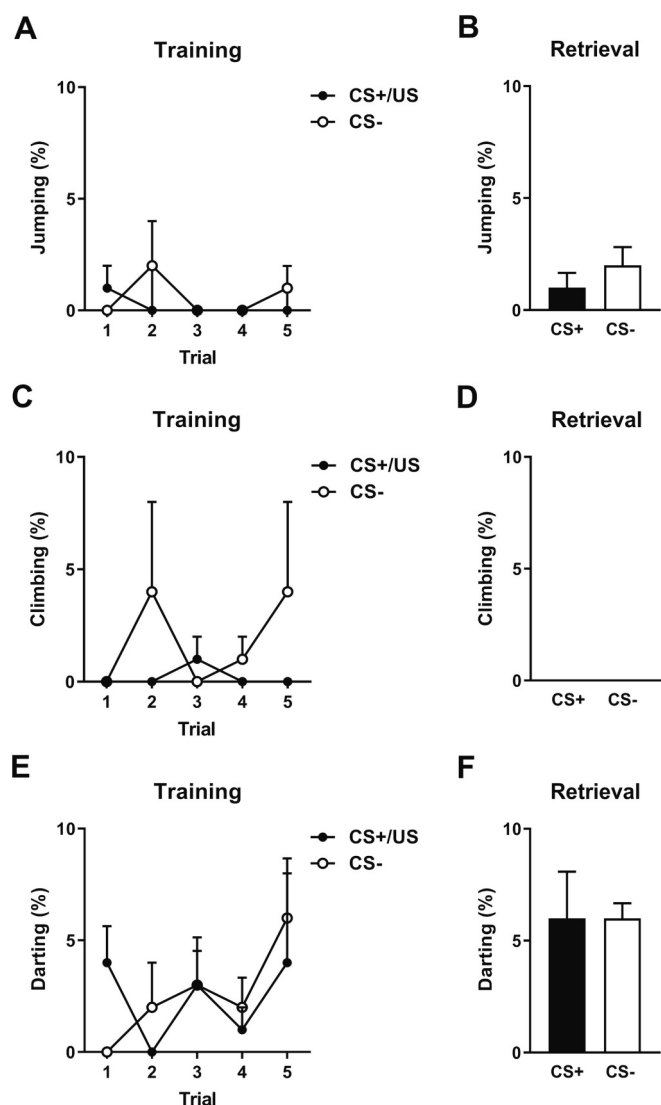 A
Training
10
5
0
Jumping (%)
1 2 3 4 5
Trial
CS+/US
CS-
B
Retrieval
10
5
0
Jumping (%)
CS+ CS-
C
Training
10
5
0
Climbing (%)
1 2 3 4 5
Trial
CS+/US
CS-
D
Retrieval
10
5
0
Climbing (%)
CS+ CS-
E
Training
10
5
0
Darting (%)
1 2 3 4 5
Trial
CS+/US
CS-
F
Retrieval
10
5
0
Darting (%)
CS+ CS-